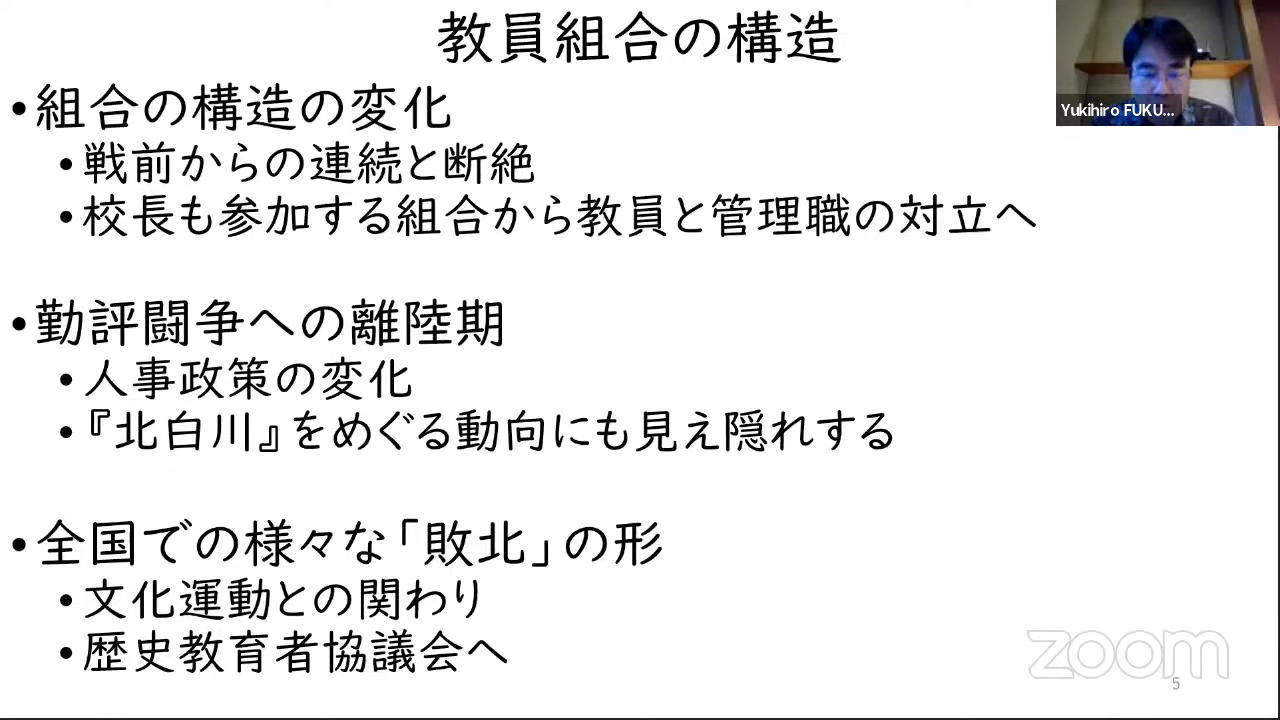 教員組合の構造
Yukihiro FUKU...
•組合の構造の変化
•戦前からの連続と断絶
•校長も参加する組合から教員と管理職の対立へ
•勤評闘争への離陸期
•人事政策の変化
•『北白川』をめぐる動向にも見え隠れする
•全国での様々な「敗北」の形
•文化運動との関わり
•歴史教育者協議会へ
zoom
5